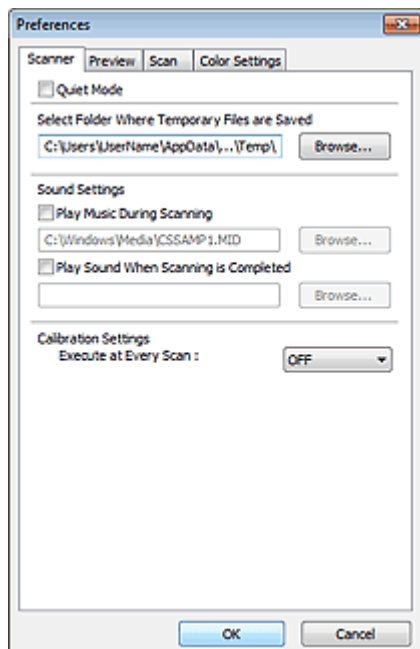 Preferences
Scanner Preview Scan Color Settings
Quiet Mode
Select Folder Where Temporary Files are Saved
C:\Users\UserName\AppData\,...\Temp\, Browse...
Sound Settings
Play Music During Scanning
C:\Windows\Media\CSSAMP1.MID Browse...
Play Sound When Scanning is Completed
Browse...
Calibration Settings
Execute at Every Scan : OFF
OK Cancel